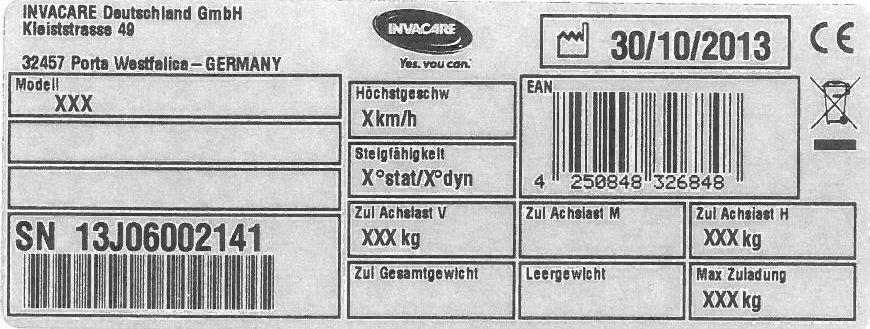 INVACARE Deutschland GmbH
Kleiststrasse 49
32457 Porta Westfalica – GERMANY
INVACARE
Yes. you can.
30/10/2013
CE
Modell
XXX
Höchstgeschw
Xkm/h
EAN
4 250848 326848
Steigfähigkeit
X°stat/X°dyn
SN 13J06002141
Zul Achslast V
XXX kg
Zul Achslast M
Zul Achslast H
XXX kg
Zul Gesamtgewicht
Leergewicht
Max Zuladung
XXX kg